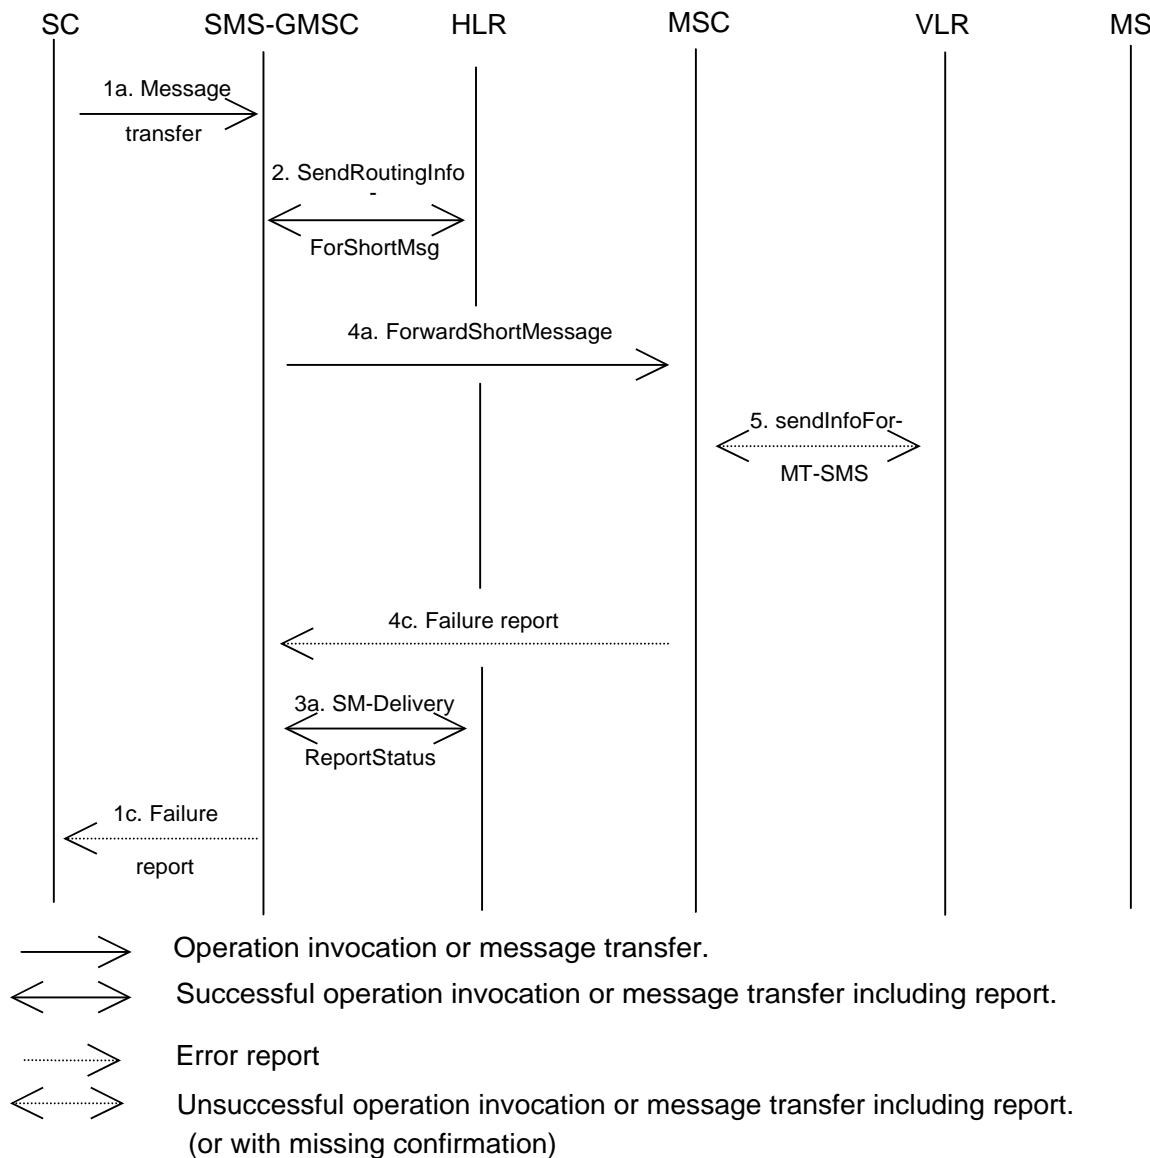 SC SMS-GMSC HLR MSC VLR MS
1a. Message
transfer
2. SendRoutingInfo
-
ForShortMsg
4a. ForwardShortMessage
5. sendInfoFor-
MT-SMS
4c. Failure report
3a. SM-Delivery
ReportStatus
1c. Failure
report
Operation invocation or message transfer.
Successful operation invocation or message transfer including report.
Error report
Unsuccessful operation invocation or message transfer including report.
(or with missing confirmation)